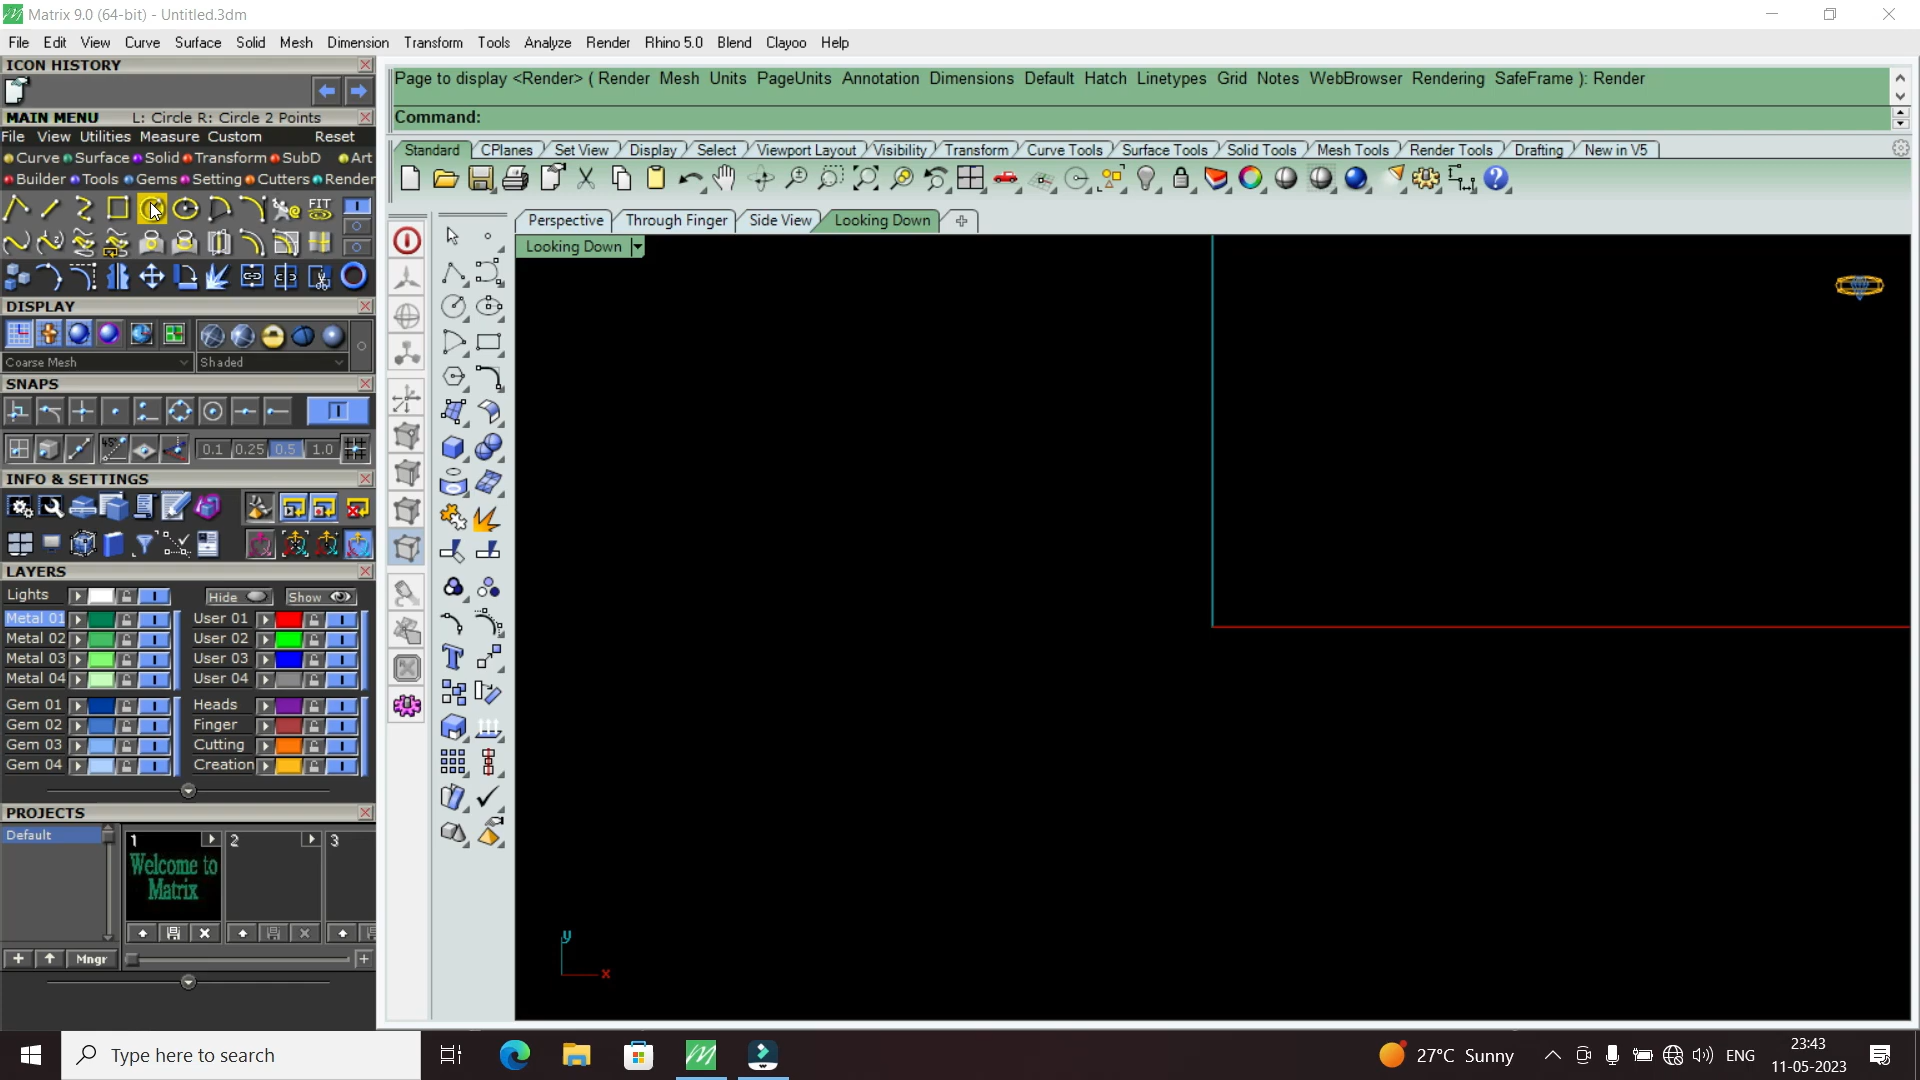 Matrix 9.0 (64-bit) - Untitled.3dm
File Edit View Curve Surface Solid Mesh Dimension Transform Tools Analyze Render Rhino 5.0 Blend Clayoo Help
ICON HISTORY
Page to display <Render> ( Render Mesh Units PageUnits Annotation Dimensions Default Hatch Linetypes Grid Notes WebBrowser Rendering SafeFrame ): Render
Command:
MAIN MENU L: Circle R: Circle 2 Points
File View Utilities Measure Custom Reset
Curve Surface Solid Transform SubD Art
Builder Tools Gems Setting Cutters Render
FIT
Standard CPlanes Set View Display Select Viewport Layout Visibility Transform Curve Tools Surface Tools Solid Tools Mesh Tools Render Tools Drafting New in V5
Perspective Through Finger Side View Looking Down
Looking Down
DISPLAY
Coarse Mesh Shaded
SNAPS
45°
0.1 0.25 0.5 1.0
INFO & SETTINGS
LAYERS
Lights Hide Show
Metal 01 User 01
Metal 02 User 02
Metal 03 User 03
Metal 04 User 04
Gem 01 Heads
Gem 02 Finger
Gem 03 Cutting
Gem 04 Creation
PROJECTS
Default
1 2 3
Welcome to
Matrix
Mngr
y
x
Type here to search
27°C Sunny
ENG
23:43
11-05-2023